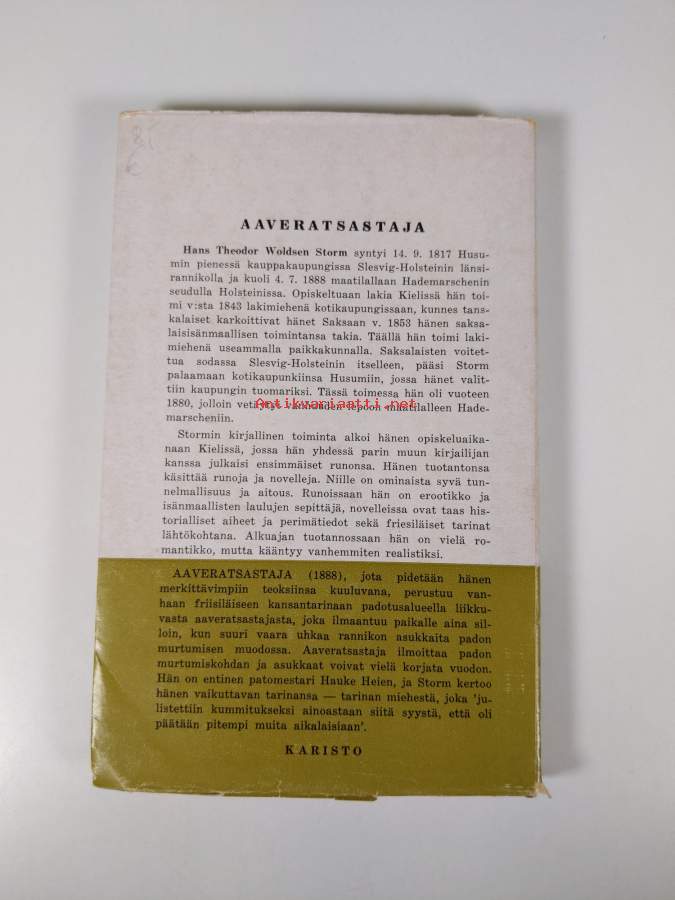 8,-
€
AAVERATSASTAJA
Hans Theodor Woldsen Storm syntyi 14. 9. 1817 Husu-
min pienessä kauppakaupungissa Slesvig-Holsteinin länsi-
rannikolla ja kuoli 4. 7. 1888 maatilallaan Hademarschenin
seudulla Holsteinissa. Opiskeltuaan lakia Kielissä hän toi-
mi v:sta 1843 lakimiehenä kotikaupungissaan, kunnes tans-
kalaiset karkoittivat hänet Saksaan v. 1853 hänen saksa-
laisisänmaallisen toimintansa takia. Täällä hän toimi laki-
miehenä useammalla paikkakunnalla. Saksalaisten voitet-
tua sodassa Slesvig-Holsteinin itselleen, pääsi Storm
palaamaan kotikaupunkiinsa Husumiin, jossa hänet valit-
tiin kaupungin tuomariksi. Tässä toimessa hän oli vuoteen
1880, jolloin vetäytyi vanhuuden lepoon maatilalleen Hade-
Antikvariantti.net
marscheniin.
Stormin kirjallinen toiminta alkoi hänen opiskeluaika-
naan Kielissä, jossa hän yhdessä parin muun kirjailijan
kanssa julkaisi ensimmäiset runonsa. Hänen tuotantonsa
käsittää runoja ja novelleja. Niille on ominaista syvä tun-
nelmallisuus ja aitous. Runoissaan hän on erootikko ja
isänmaallisten laulujen sepittäjä, novelleissa ovat taas his-
torialliset aiheet ja perimätiedot sekä friesiläiset tarinat
lähtökohtana. Alkuajan tuotannossaan hän on vielä ro-
mantikko, mutta kääntyy vanhemmiten realistiksi.
AAVERATSASTAJA (1888), jota pidetään hänen
merkittävimpiin teoksiinsa kuuluvana, perustuu van-
haan friisiläiseen kansantarinaan padotusalueella liikku-
vasta aaveratsastajasta, joka ilmaantuu paikalle aina sil-
loin, kun suuri vaara uhkaa rannikon asukkaita padon
murtumisen muodossa. Aaveratsastaja ilmoittaa padon
murtumiskohdan ja asukkaat voivat vielä korjata vuodon.
Hän on entinen patomestari Hauke Heien, ja Storm kertoo
hänen vaikuttavan tarinansa — tarinan miehestä, joka 'ju-
listettiin kummitukseksi ainoastaan siitä syystä, että oli
päätään pitempi muita aikalaisiaan'.
KARISTO